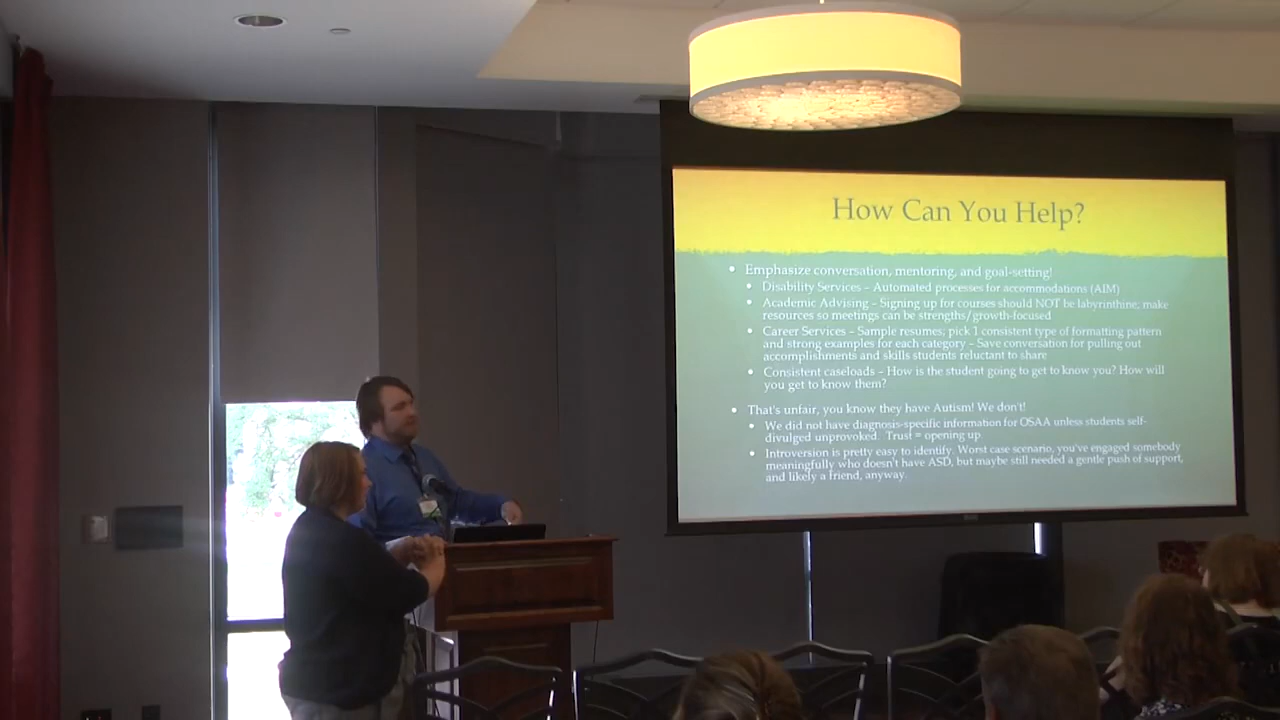 How Can You Help?
• Emphasize conversation, mentoring, and goal-setting!
• Disability Services – Automated processes for accommodations (AIM)
• Academic Advising – Signing up for courses should NOT be labyrinthine; make
resources so meetings can be strengths/growth-focused
• Career Services – Sample resumes; pick 1 consistent type of formatting pattern
and strong examples for each category – Save conversation for pulling out
accomplishments and skills students reluctant to share
• Consistent caseloads – How is the student going to get to know you? How will
you get to know them?
• That's unfair, you know they have Autism! We don't!
• We did not have diagnosis-specific information for OSAA unless students self-
divulged unprovoked. Trust = opening up.
• Introversion is pretty easy to identify. Worst case scenario, you've engaged somebody
meaningfully who doesn't have ASD, but maybe still needed a gentle push of support,
and likely a friend, anyway.